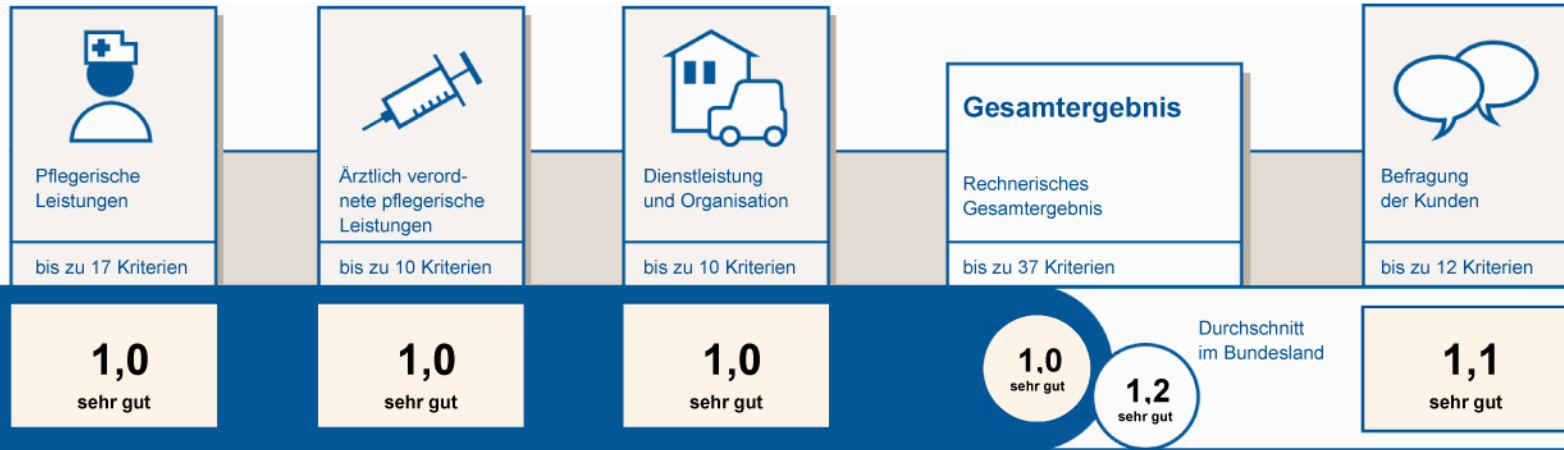 Pflegerische
Leistungen
bis zu 17 Kriterien
1,0
sehr gut
Ärztlich verord-
nete pflegerische
Leistungen
bis zu 10 Kriterien
1,0
sehr gut
Dienstleistung
und Organisation
bis zu 10 Kriterien
1,0
sehr gut
Gesamtergebnis
Rechnerisches
Gesamtergebnis
bis zu 37 Kriterien
1,0
sehr gut
1,2
sehr gut
Durchschnitt
im Bundesland
Befragung
der Kunden
bis zu 12 Kriterien
1,1
sehr gut